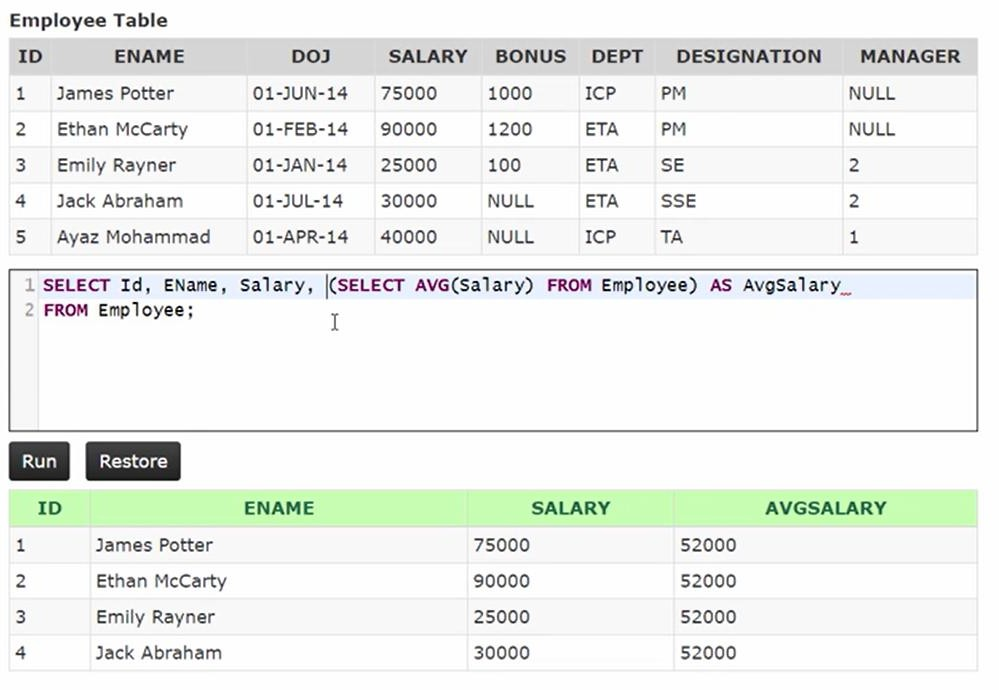 Employee Table
ID ENAME DOJ SALARY BONUS DEPT DESIGNATION MANAGER
1 James Potter 01-JUN-14 75000 1000 ICP PM NULL
2 Ethan McCarty 01-FEB-14 90000 1200 ETA PM NULL
3 Emily Rayner 01-JAN-14 25000 100 ETA SE 2
4 Jack Abraham 01-JUL-14 30000 NULL ETA SSE 2
5 Ayaz Mohammad 01-APR-14 40000 NULL ICP TA 1
1 SELECT Id, EName, Salary, (SELECT AVG(Salary) FROM Employee) AS AvgSalary
2 FROM Employee;
Run Restore
ID ENAME SALARY AVGSALARY
1 James Potter 75000 52000
2 Ethan McCarty 90000 52000
3 Emily Rayner 25000 52000
4 Jack Abraham 30000 52000